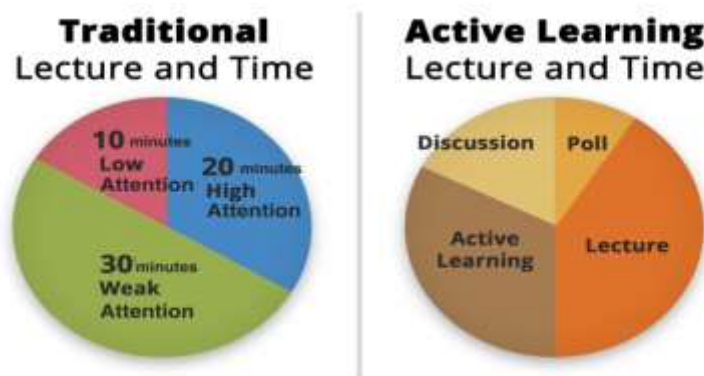 Traditional
Lecture and Time
10 minutes
Low
Attention
20 minutes
High
Attention
30 minutes
Weak
Attention
Active Learning
Lecture and Time
Discussion
Poll
Active
Learning
Lecture